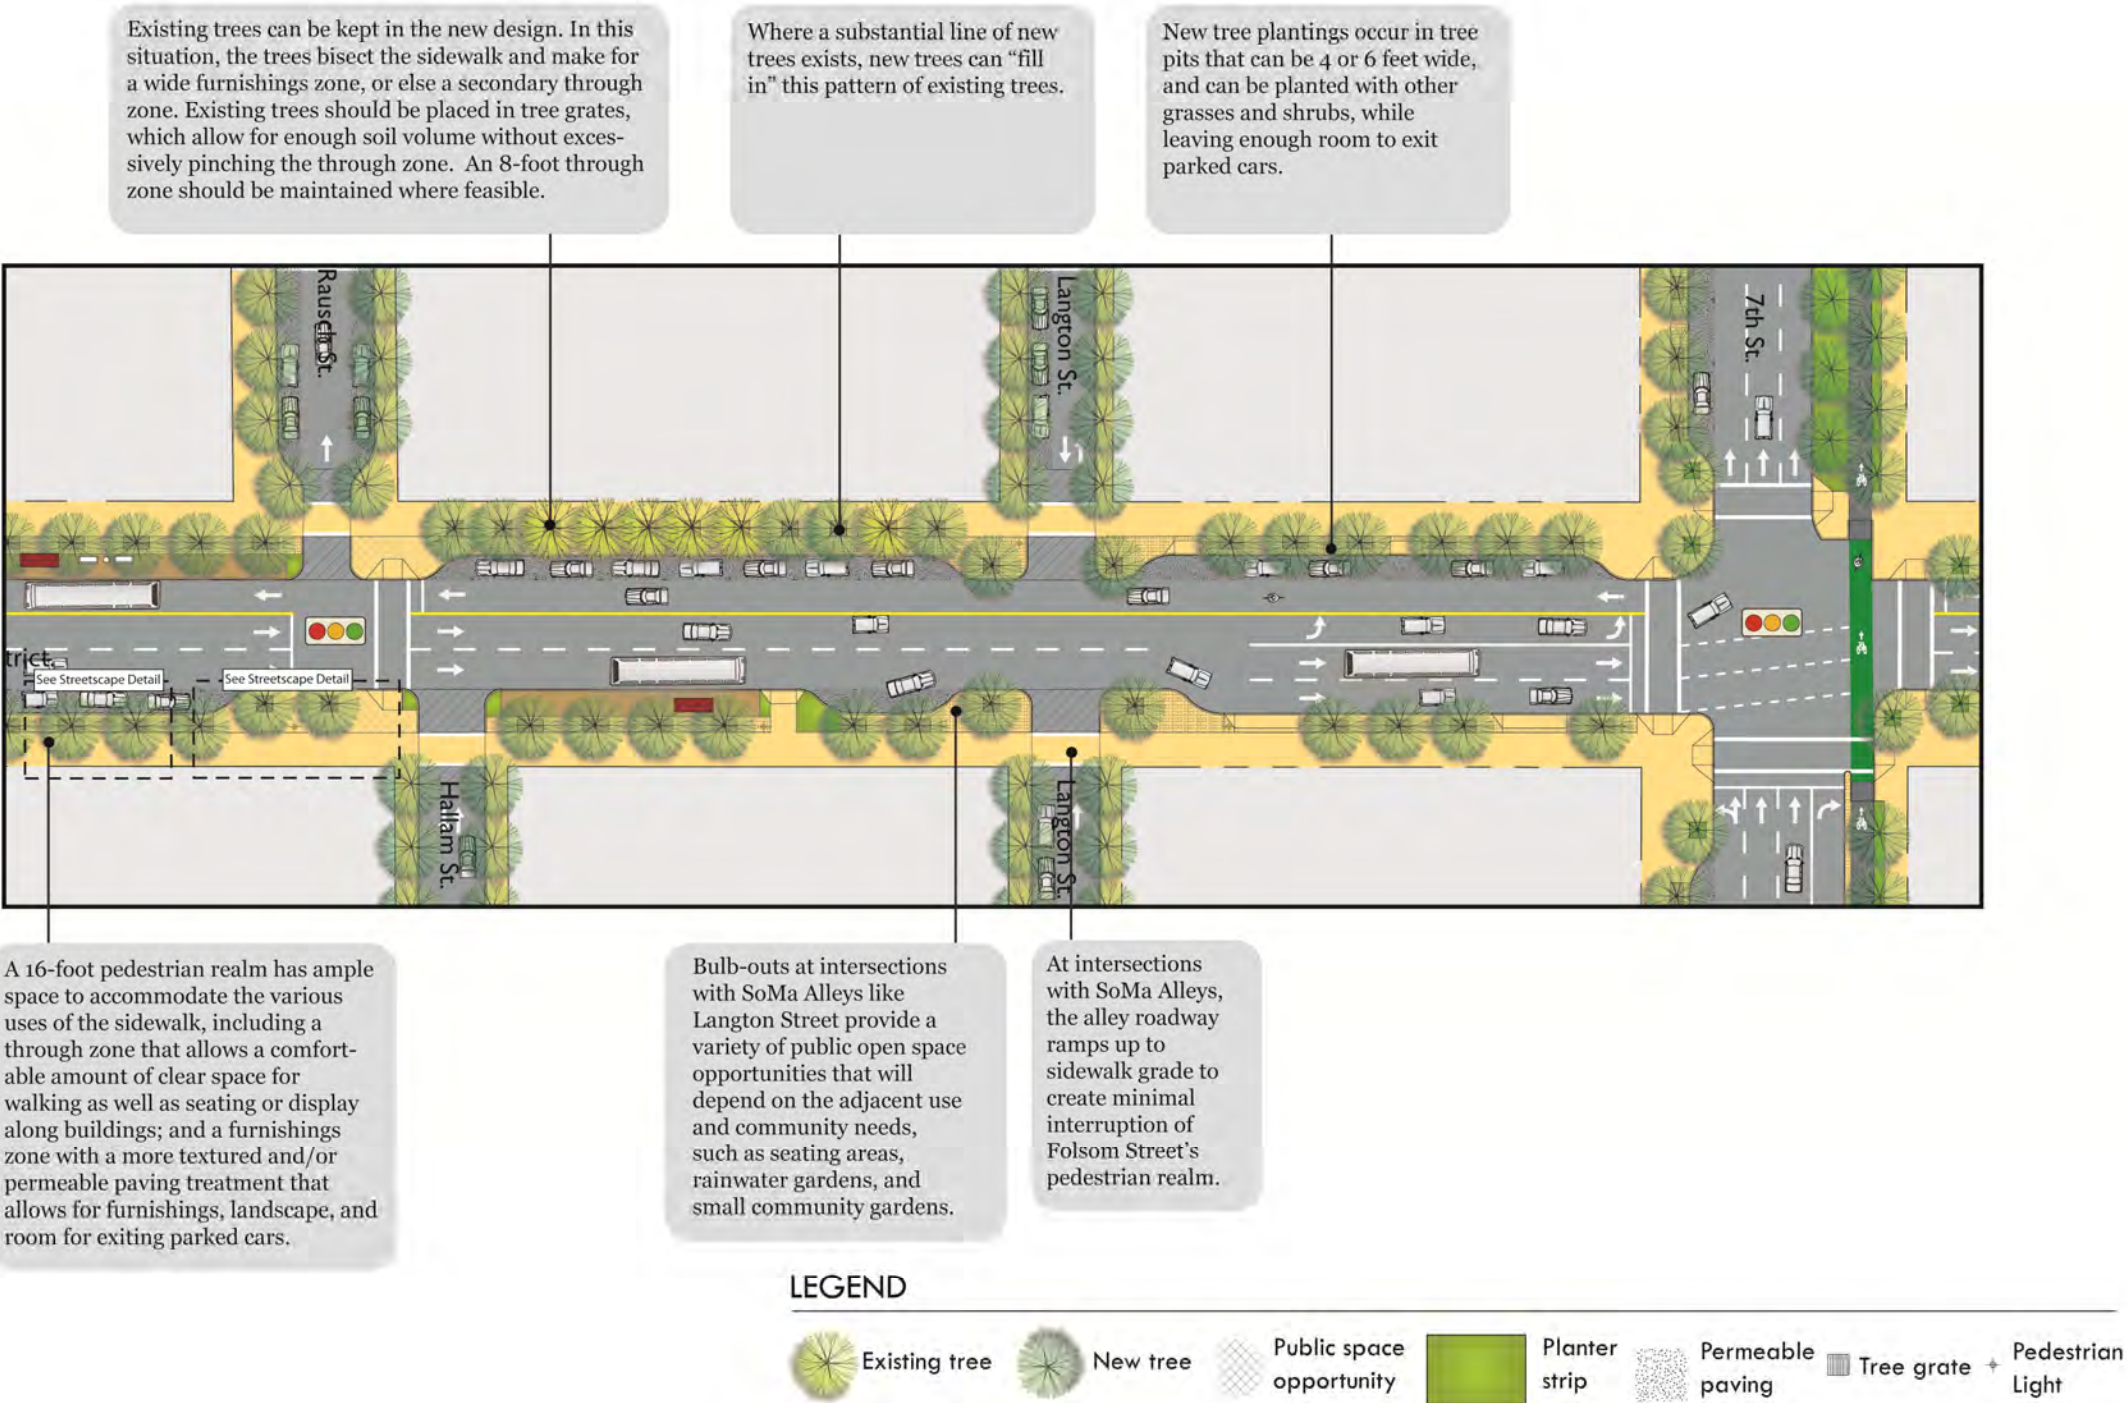 Existing trees can be kept in the new design. In this
situation, the trees bisect the sidewalk and make for
a wide furnishings zone, or else a secondary through
zone. Existing trees should be placed in tree grates,
which allow for enough soil volume without exces-
sively pinching the through zone. An 8-foot through
zone should be maintained where feasible.
Where a substantial line of new
trees exists, new trees can “fill
in” this pattern of existing trees.
New tree plantings occur in tree
pits that can be 4 or 6 feet wide,
and can be planted with other
grasses and shrubs, while
leaving enough room to exit
parked cars.
Rausch St.
Langton St.
7th St.
trict.
See Streetscape Detail
See Streetscape Detail
Hallam St.
Langton St.
A 16-foot pedestrian realm has ample
space to accommodate the various
uses of the sidewalk, including a
through zone that allows a comfort-
able amount of clear space for
walking as well as seating or display
along buildings; and a furnishings
zone with a more textured and/or
permeable paving treatment that
allows for furnishings, landscape, and
room for exiting parked cars.
Bulb-outs at intersections
with SoMa Alleys like
Langton Street provide a
variety of public open space
opportunities that will
depend on the adjacent use
and community needs,
such as seating areas,
rainwater gardens, and
small community gardens.
At intersections
with SoMa Alleys,
the alley roadway
ramps up to
sidewalk grade to
create minimal
interruption of
Folsom Street’s
pedestrian realm.
LEGEND
Existing tree
New tree
Public space
opportunity
Planter
strip
Permeable
paving
Tree grate
Pedestrian
Light